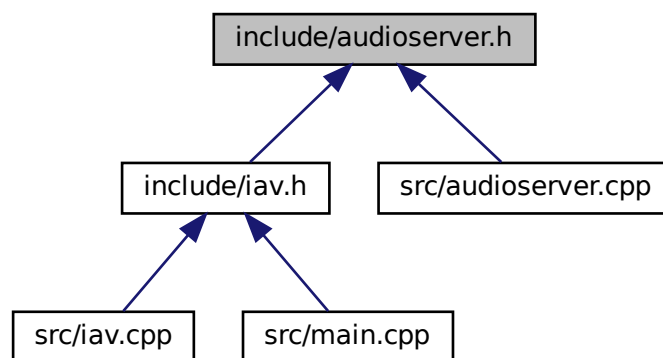 include/audioserver.h
include/iav.h
src/audioserver.cpp
src/iav.cpp
src/main.cpp